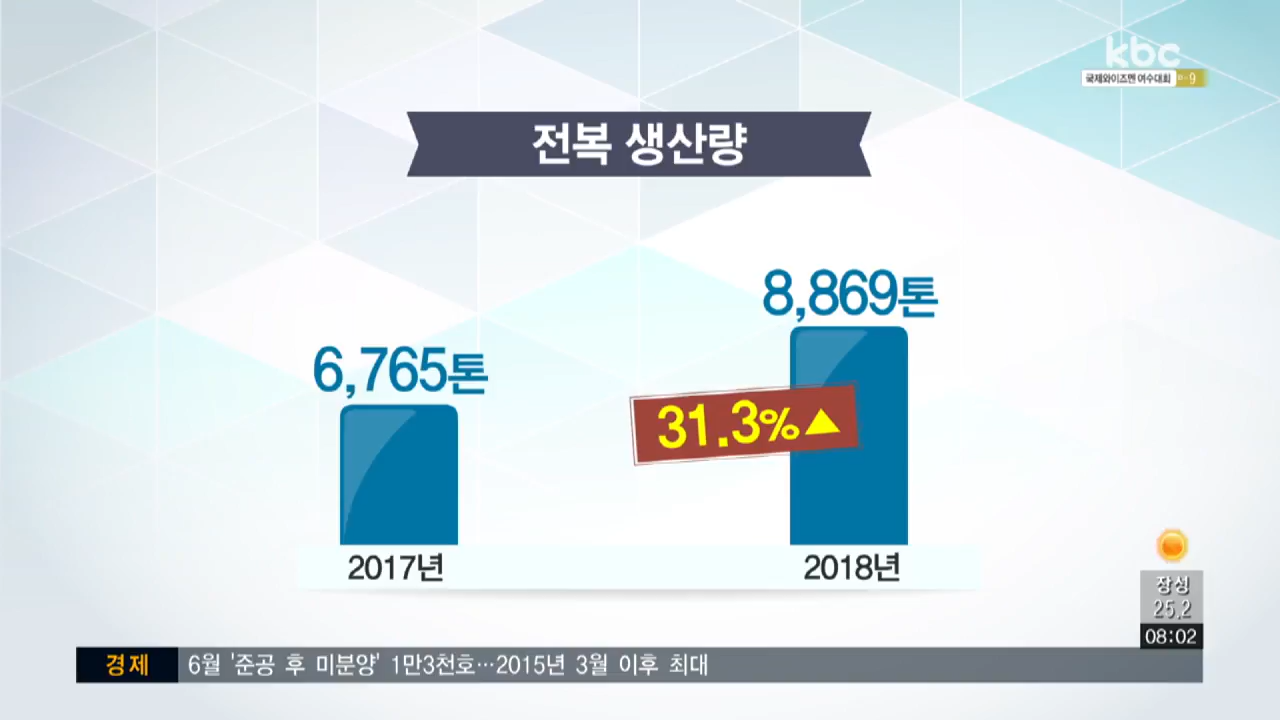 kbc
국제와이즈멘 여수대회 D-9
전복 생산량
8,869톤
6,765톤
31.3%▲
2017년
2018년
장성
25.2
08:02
경제 6월 '준공 후 미분양' 1만3천호…2015년 3월 이후 최대